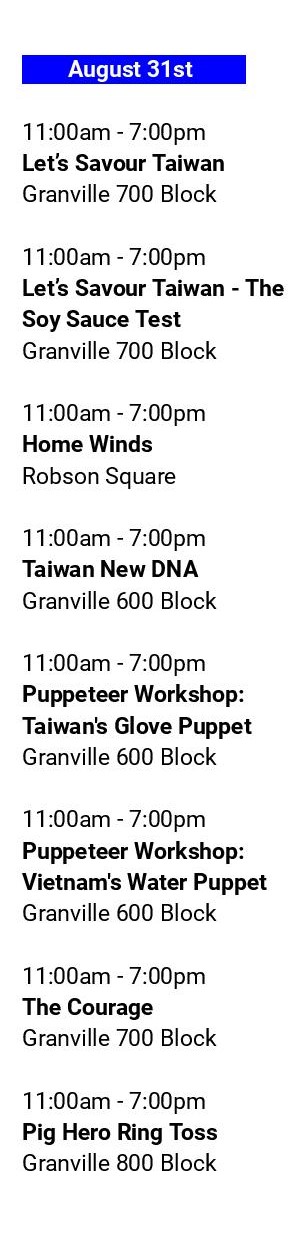 August 31st
11:00am - 7:00pm
Let’s Savour Taiwan
Granville 700 Block
11:00am - 7:00pm
Let’s Savour Taiwan - The
Soy Sauce Test
Granville 700 Block
11:00am - 7:00pm
Home Winds
Robson Square
11:00am - 7:00pm
Taiwan New DNA
Granville 600 Block
11:00am - 7:00pm
Puppeteer Workshop:
Taiwan's Glove Puppet
Granville 600 Block
11:00am - 7:00pm
Puppeteer Workshop:
Vietnam's Water Puppet
Granville 600 Block
11:00am - 7:00pm
The Courage
Granville 700 Block
11:00am - 7:00pm
Pig Hero Ring Toss
Granville 800 Block